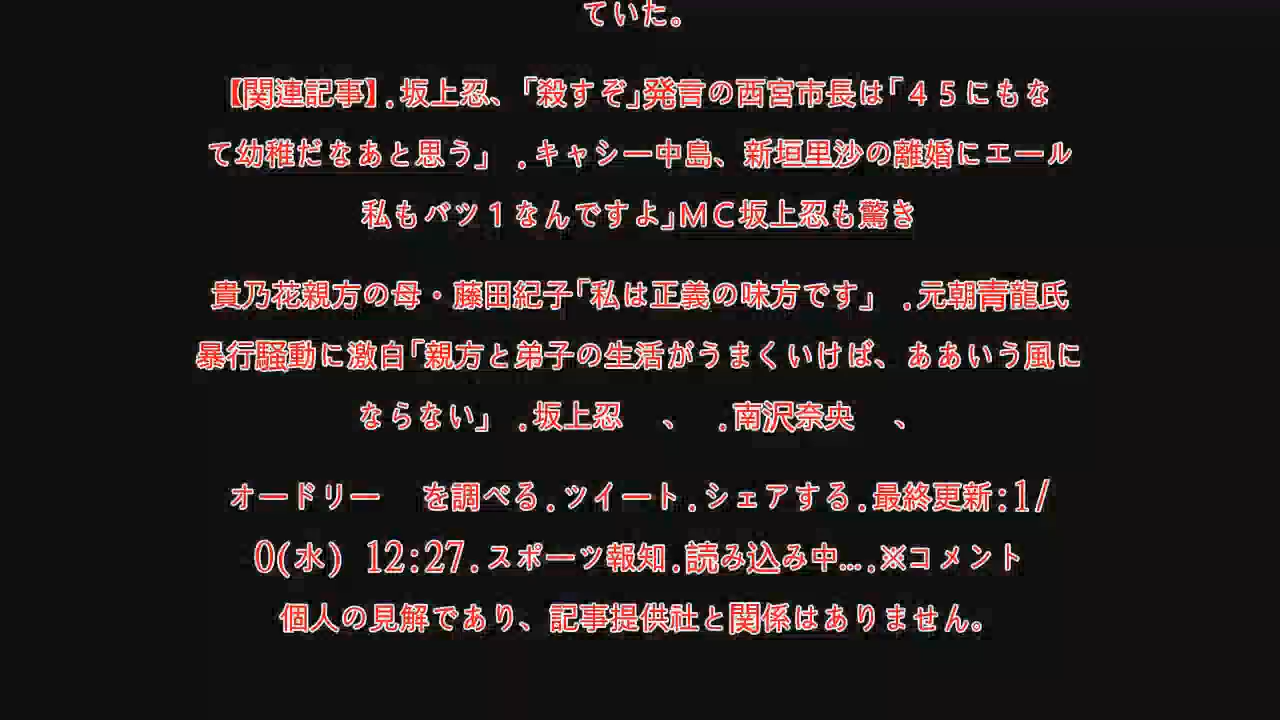 ていた。
【関連記事】.坂上忍、「殺すぞ」発言の西宮市長は「４５にもな
て幼稚だなあと思う」 .キャシー中島、新垣里沙の離婚にエール
私もバツ１なんですよ」ＭＣ坂上忍も驚き
貴乃花親方の母・藤田紀子「私は正義の味方です」 .元朝青龍氏
暴行騒動に激白「親方と弟子の生活がうまくいけば、ああいう風に
ならない」 .坂上忍 、 .南沢奈央 、
オードリー を調べる.ツイート.シェアする.最終更新:1/
0(水) 12:27.スポーツ報知.読み込み中….※コメント
個人の見解であり、記事提供社と関係はありません。